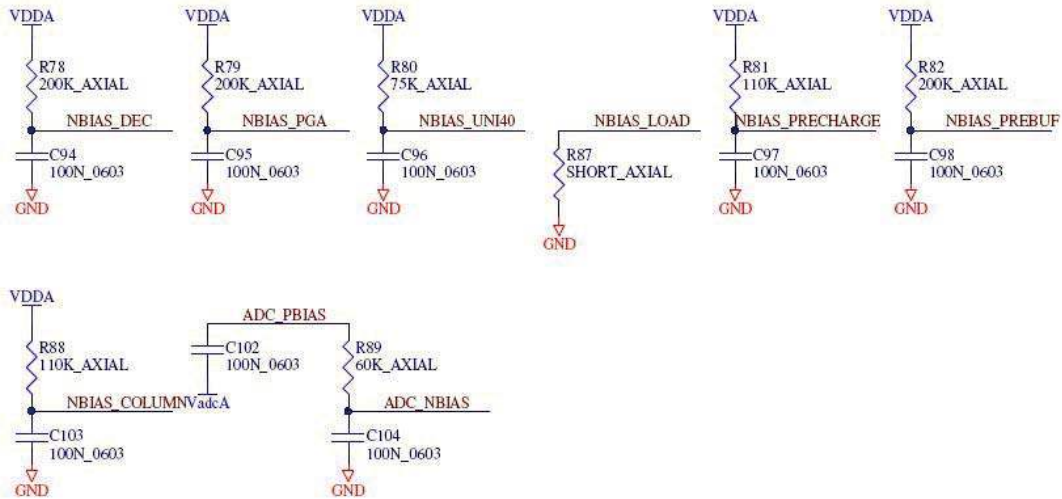 VDDA VDDA VDDA VDDA VDDA
R78 R79 R80 R81 R82
200K_AXIAL 200K_AXIAL 75K_AXIAL 110K_AXIAL 200K_AXIAL
NBIAS_DEC NBIAS_PGA NBIAS_UNI40 NBIAS_LOAD NBIAS_PRECHARGE NBIAS_PREBUF
C94 C95 C96 R87 C97 C98
100N_0603 100N_0603 100N_0603 SHORT_AXIAL 100N_0603 100N_0603
GND GND GND GND GND
GND
VDDA
ADC_PBIAS
R88 C102 R89
110K_AXIAL 100N_0603 60K_AXIAL
NBIAS_COLUMN VadcA ADC_NBIAS
C103 C104
100N_0603 100N_0603
GND GND